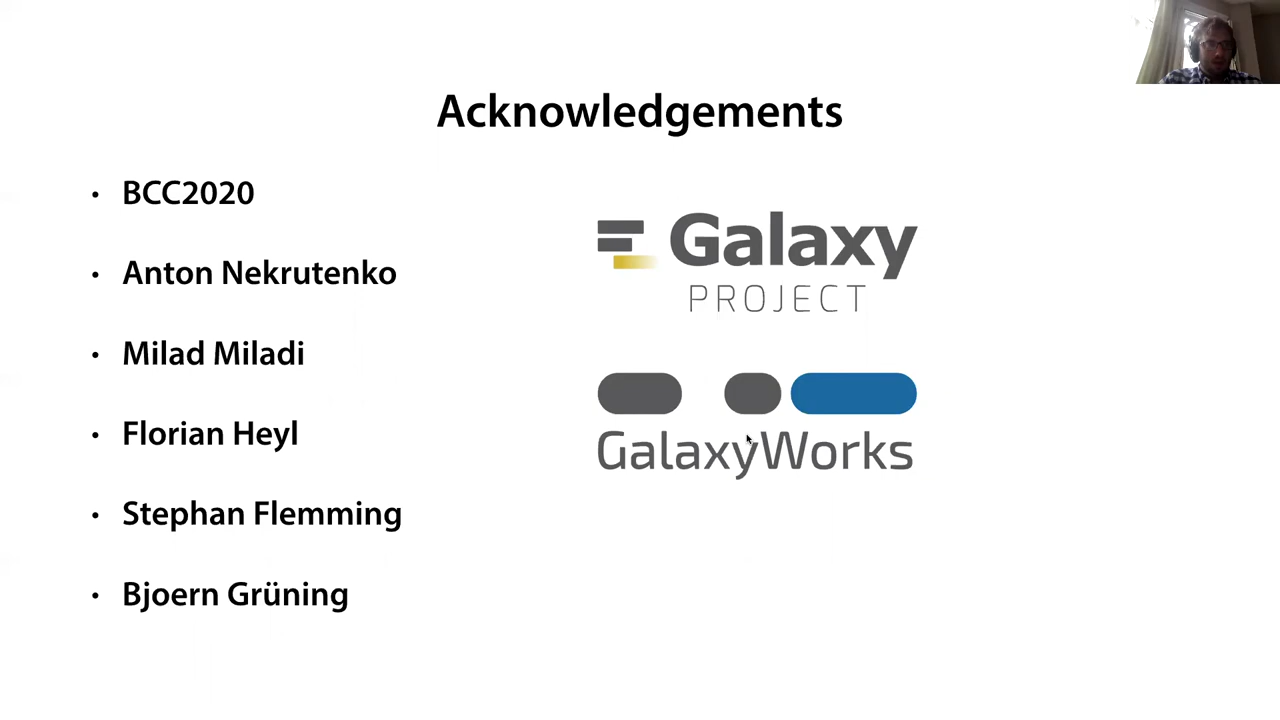 Acknowledgements
• BCC2020
• Anton Nekrutenko
• Milad Miladi
• Florian Heyl
• Stephan Flemming
• Bjoern Grüning
Galaxy
PROJECT
GalaxyWorks